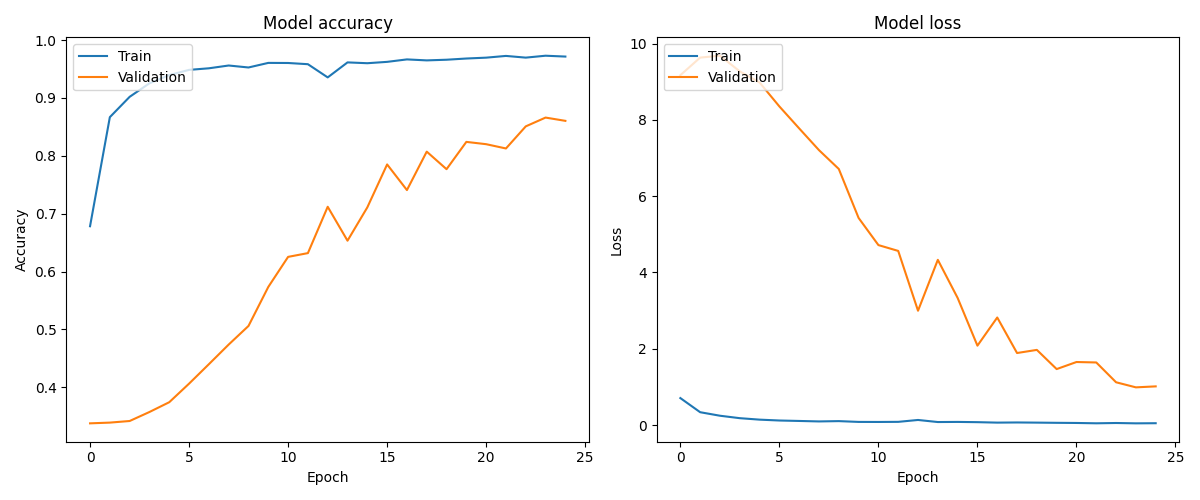 Model accuracy
Train
Validation
1.0
0.9
0.8
0.7
0.6
0.5
0.4
Accuracy
0 5 10 15 20 25
Epoch
Model loss
Train
Validation
10
8
6
4
2
0
Loss
0 5 10 15 20 25
Epoch